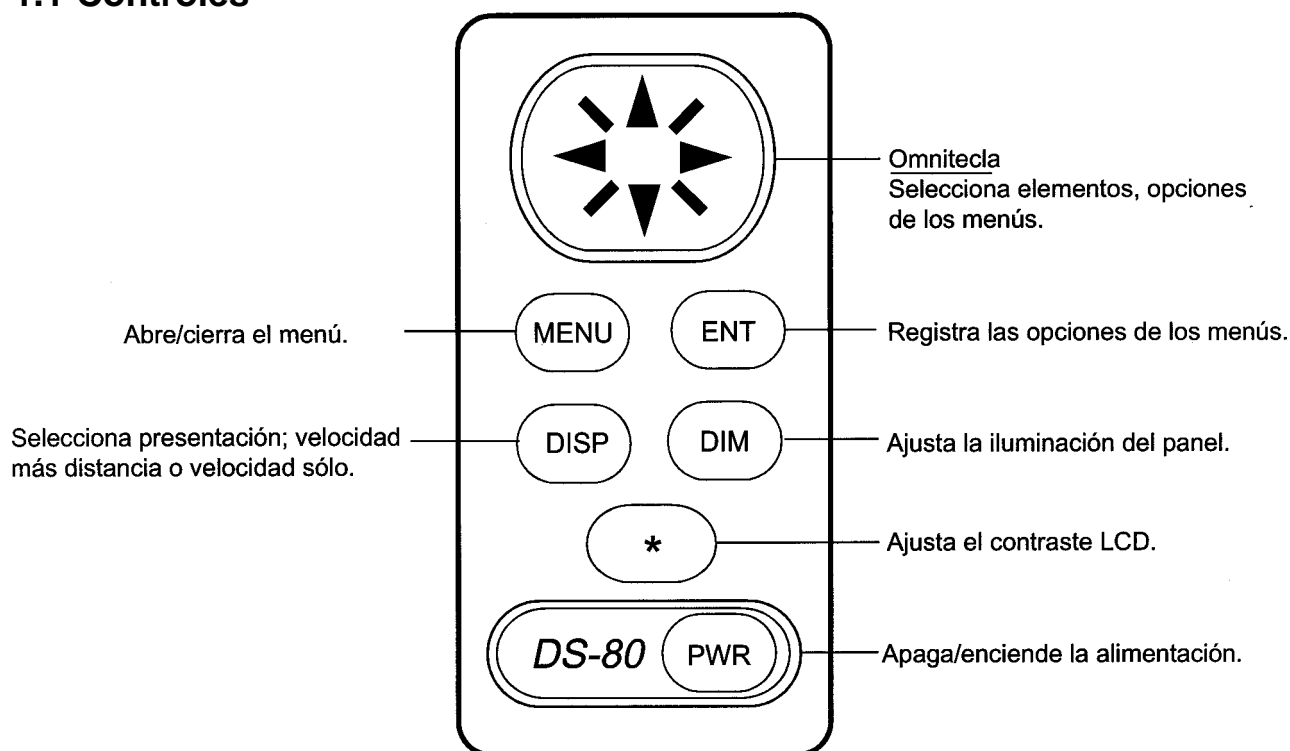 1.1 Controles
Omnitecla
Selecciona elementos, opciones
de los menús.
Abre/cierra el menú.
MENU
ENT
Registra las opciones de los menús.
Selecciona presentación; velocidad
más distancia o velocidad sólo.
DISP
DIM
Ajusta la iluminación del panel.
*
Ajusta el contraste LCD.
DS-80
PWR
Apaga/enciende la alimentación.